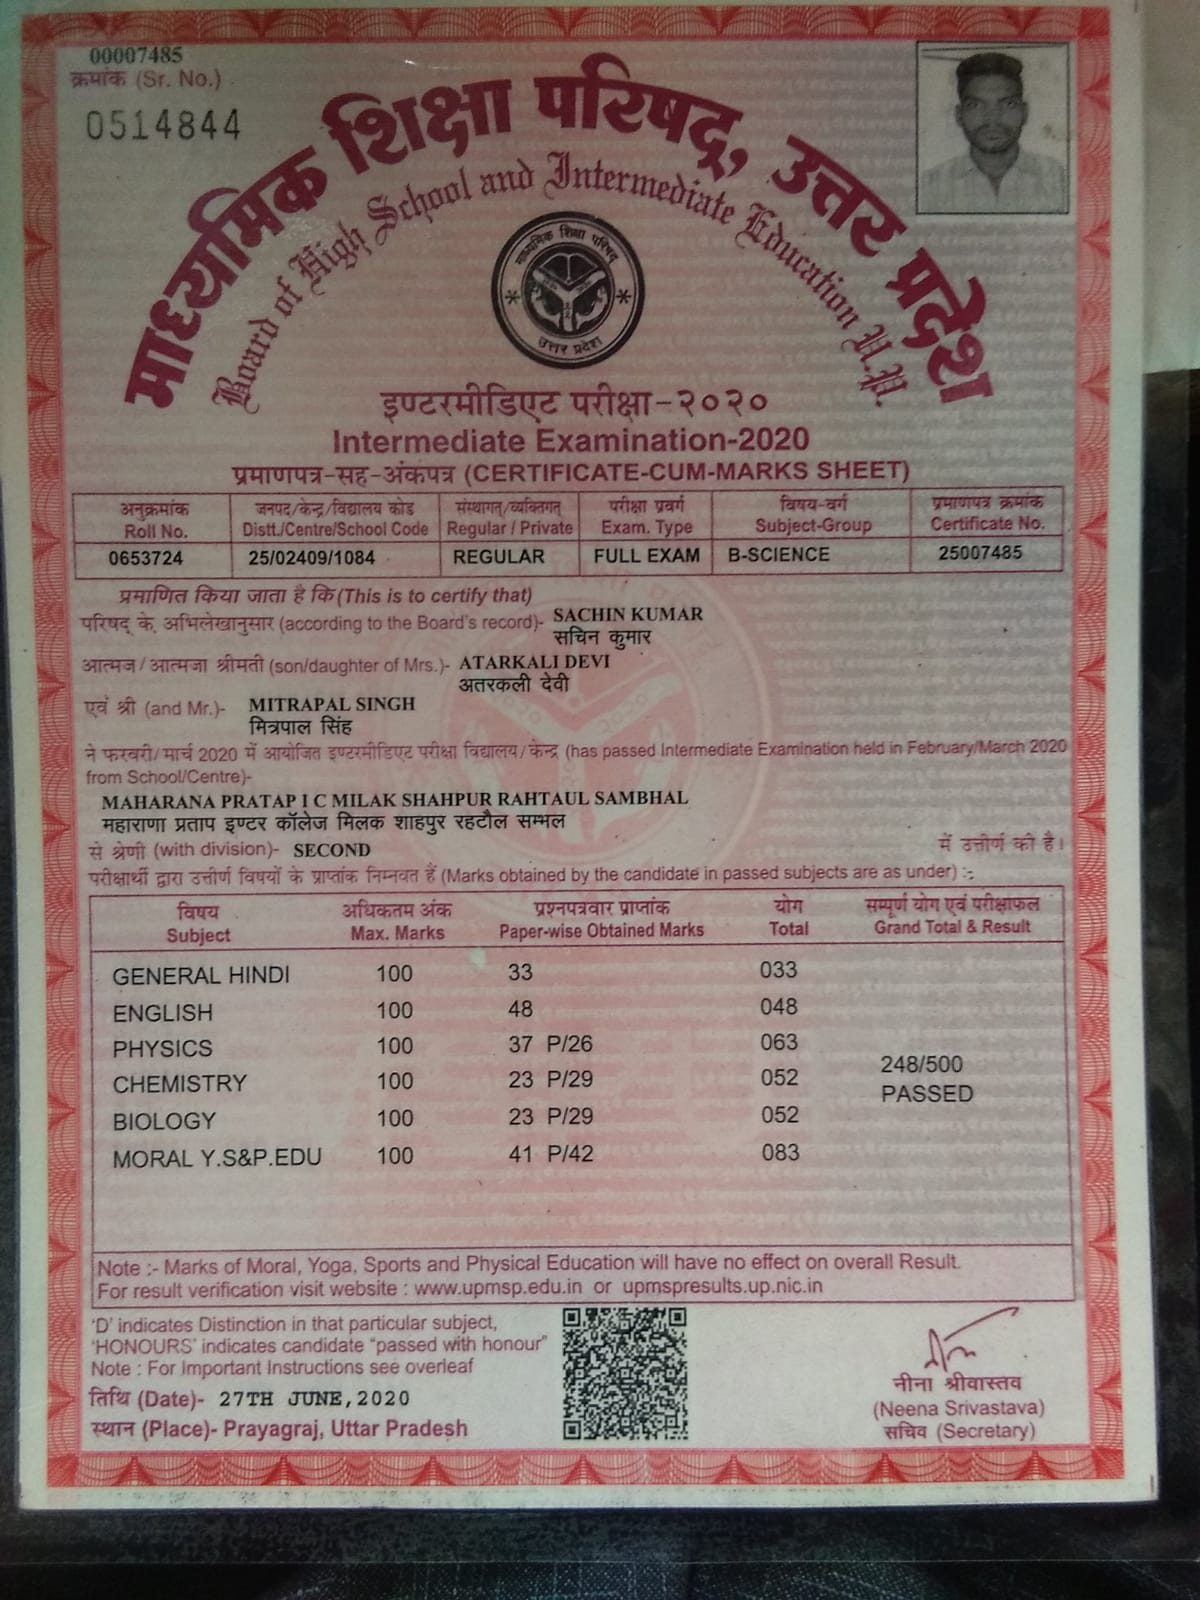 00007485
क्रमांक (Sr. No.)
0514844
माध्यमिक शिक्षा परिषद्, उत्तर प्रदेश
Board of High School and Intermediate Education U.P.
माध्यमिक शिक्षा परिषद्
उत्तर प्रदेश
इण्टरमीडिएट परीक्षा-२०२०
Intermediate Examination-2020
प्रमाणपत्र-सह-अंकपत्र (CERTIFICATE-CUM-MARKS SHEET)
अनुक्रमांक जनपद/केन्द्र/विद्यालय कोड संस्थागत/व्यक्तिगत परीक्षा प्रवर्ग विषय-वर्ग प्रमाणपत्र क्रमांक
Roll No. Distt./Centre/School Code Regular / Private Exam. Type Subject-Group Certificate No.
0653724 25/02409/1084 REGULAR FULL EXAM B-SCIENCE 25007485
प्रमाणित किया जाता है कि (This is to certify that)
परिषद् के अभिलेखानुसार (according to the Board's record)- SACHIN KUMAR
सचिन कुमार
आत्मज / आत्मजा श्रीमती (son/daughter of Mrs.)- ATARKALI DEVI
अतरकली देवी
एवं श्री (and Mr.)- MITRAPAL SINGH
मित्रपाल सिंह
ने फरवरी/ मार्च 2020 में आयोजित इण्टरमीडिएट परीक्षा विद्यालय/ केन्द्र (has passed Intermediate Examination held in February/March 2020
from School/Centre)-
MAHARANA PRATAP I C MILAK SHAHPUR RAHTAUL SAMBHAL
महाराणा प्रताप इण्टर कॉलेज मिलक शाहपुर रहटौल सम्भल
से श्रेणी (with division)- SECOND में उत्तीर्ण की है।
परीक्षार्थी द्वारा उत्तीर्ण विषयों के प्राप्तांक निम्नवत हैं (Marks obtained by the candidate in passed subjects are as under) :-
विषय अधिकतम अंक प्रश्नपत्रवार प्राप्तांक योग सम्पूर्ण योग एवं परीक्षाफल
Subject Max. Marks Paper-wise Obtained Marks Total Grand Total & Result
GENERAL HINDI 100 33 033
ENGLISH 100 48 048
PHYSICS 100 37 P/26 063
248/500
CHEMISTRY 100 23 P/29 052
PASSED
BIOLOGY 100 23 P/29 052
MORAL Y.S&P.EDU 100 41 P/42 083
Note :- Marks of Moral, Yoga, Sports and Physical Education will have no effect on overall Result.
For result verification visit website : www.upmsp.edu.in or upmspresults.up.nic.in
'D' indicates Distinction in that particular subject,
'HONOURS' indicates candidate "passed with honour"
Note : For Important Instructions see overleaf
तिथि (Date)- 27TH JUNE,2020
स्थान (Place)- Prayagraj, Uttar Pradesh
नीना श्रीवास्तव
(Neena Srivastava)
सचिव (Secretary)